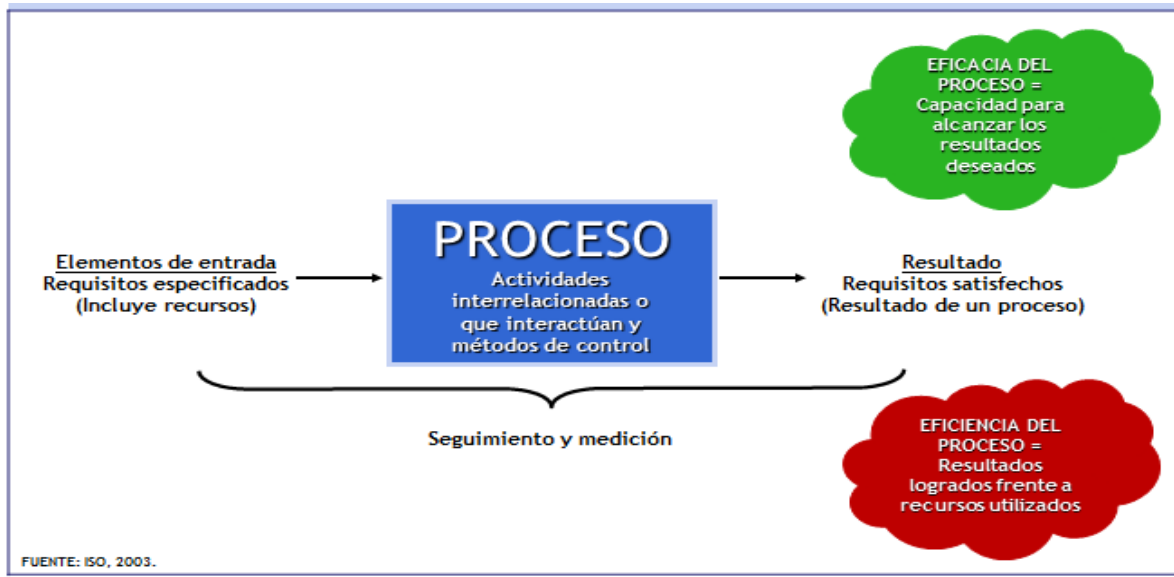 EFICACIA DEL
PROCESO =
Capacidad para
alcanzar los
resultados
deseados
Elementos de entrada
Requisitos especificados
(Incluye recursos)
PROCESO
Actividades
interrelacionadas o
que interactúan y
métodos de control
Resultado
Requisitos satisfechos
(Resultado de un proceso)
Seguimiento y medición
EFICIENCIA DEL
PROCESO =
Resultados
logrados frente a
recursos utilizados
FUENTE: ISO, 2003.